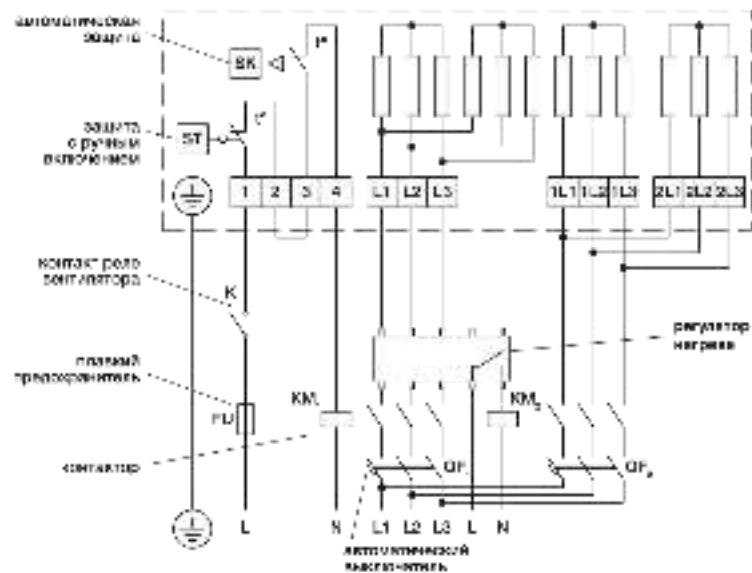 автоматическая
защита
SK
t°
защита
с ручным
включением
ST
t°
1 2 3 4 L1 L2 L3 1L1 1L2 1L3 2L1 2L2 2L3
контакт реле
вентилятора
K
регулятор
нагрева
плавкий
предохранитель
FU
KM₁
KM₂
контактор
QF₁
QF₂
L N L1 L2 L3 L N
автоматический
выключатель